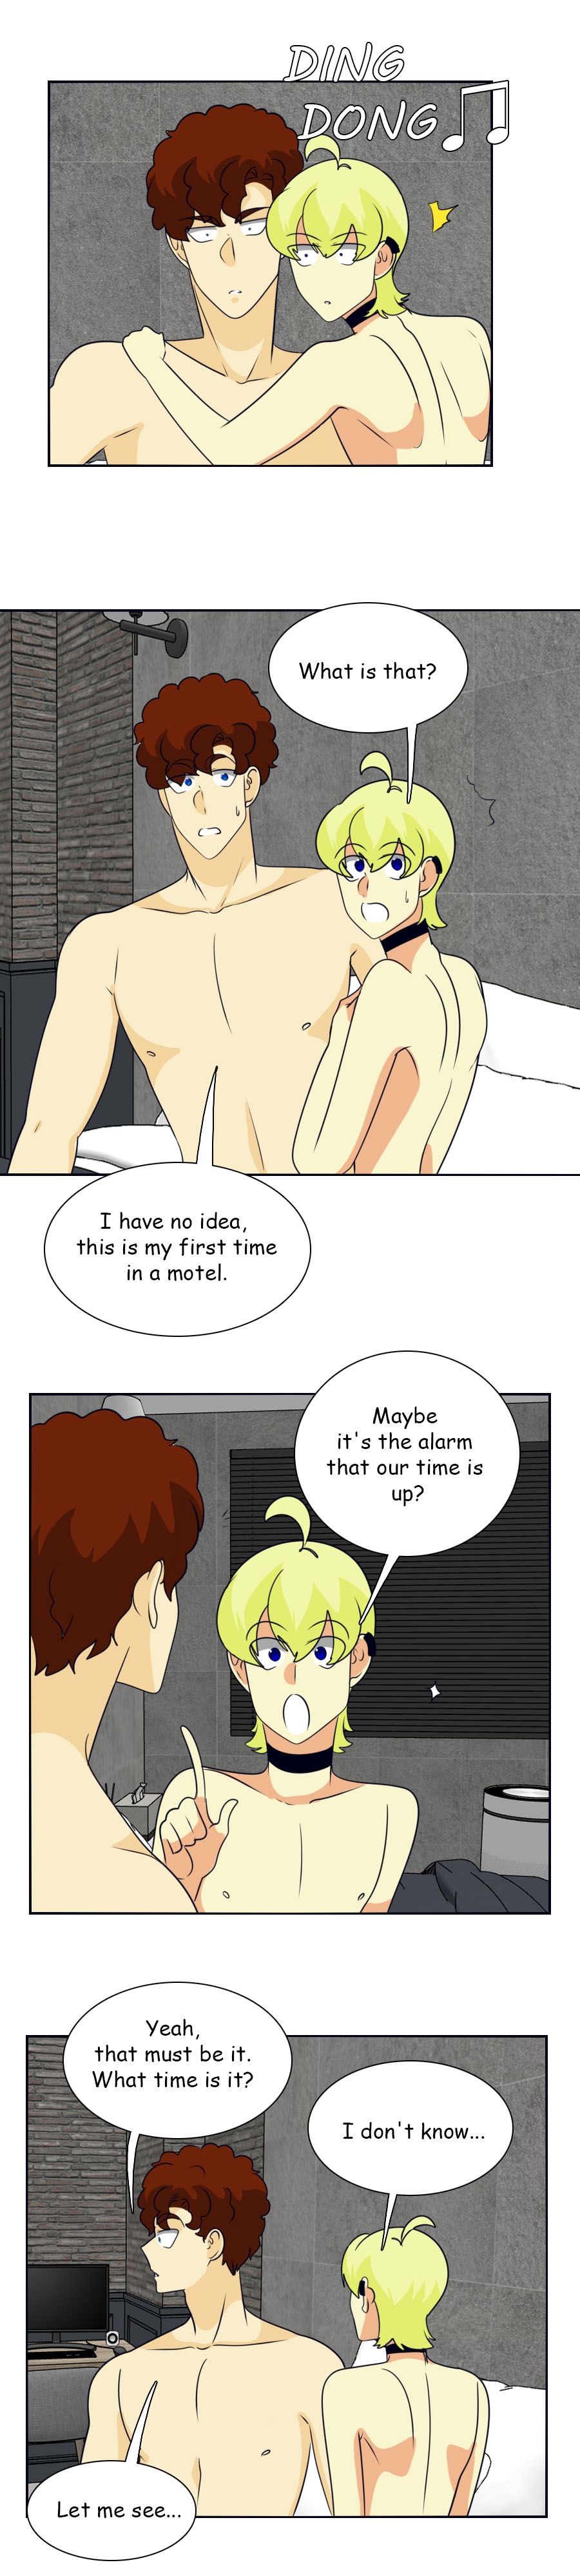 DING
DONG
What is that?
I have no idea,
this is my first time
in a motel.
Maybe
it's the alarm
that our time is
up?
Yeah,
that must be it.
What time is it?
I don't know...
Let me see...